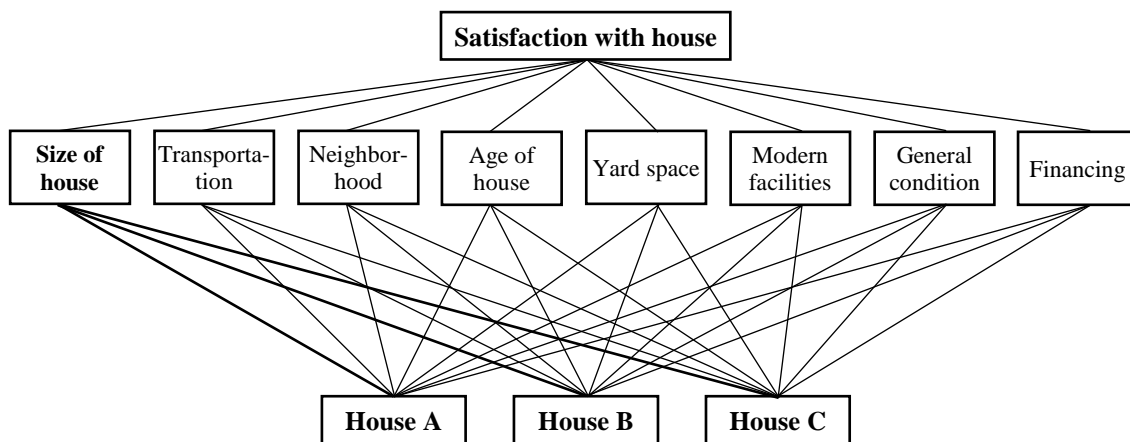 Satisfaction with house
Size of
house
Transporta-
tion
Neighbor-
hood
Age of
house
Yard space
Modern
facilities
General
condition
Financing
House A
House B
House C